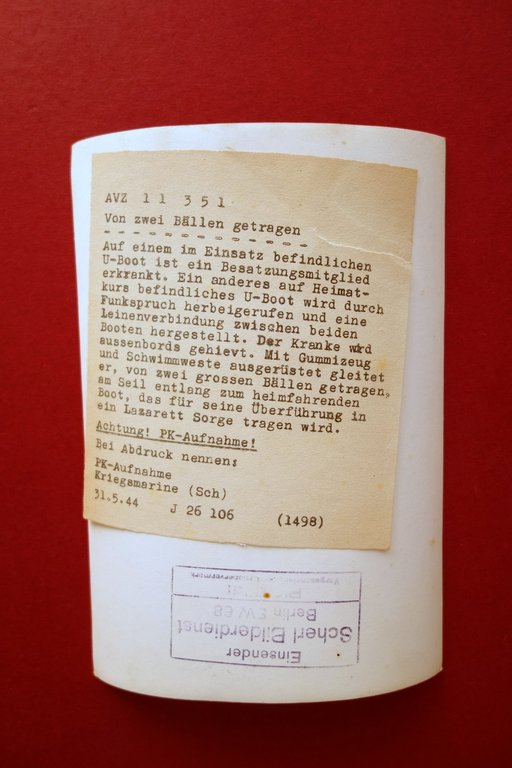 AVZ 11 351
Von zwei Bällen getragen
Auf einem im Einsatz befindlichen
U-Boot ist ein Besatzungsmitglied
erkrankt. Ein anderes auf Heimat-
kurs befindliches U-Boot wird durch
Funkspruch herbeigerufen und eine
Leinenverbindung zwischen beiden
Booten hergestellt. Der Kranke wird
aussenbords gehievt. Mit Gummizeug
und Schwimmweste ausgerüstet gleitet
er, von zwei grossen Bällen getragen,
am Seil entlang zum heimfahrenden
Boot, das für seine Überführung in
ein Lazarett Sorge tragen wird.
Achtung! PK-Aufnahme!
Bei Abdruck nennen:
PK-Aufnahme
Kriegsmarine (Sch)
31.5.44 J 26 106 (1498)
Einsender
Scherl Bilderdienst
Berlin SW 68